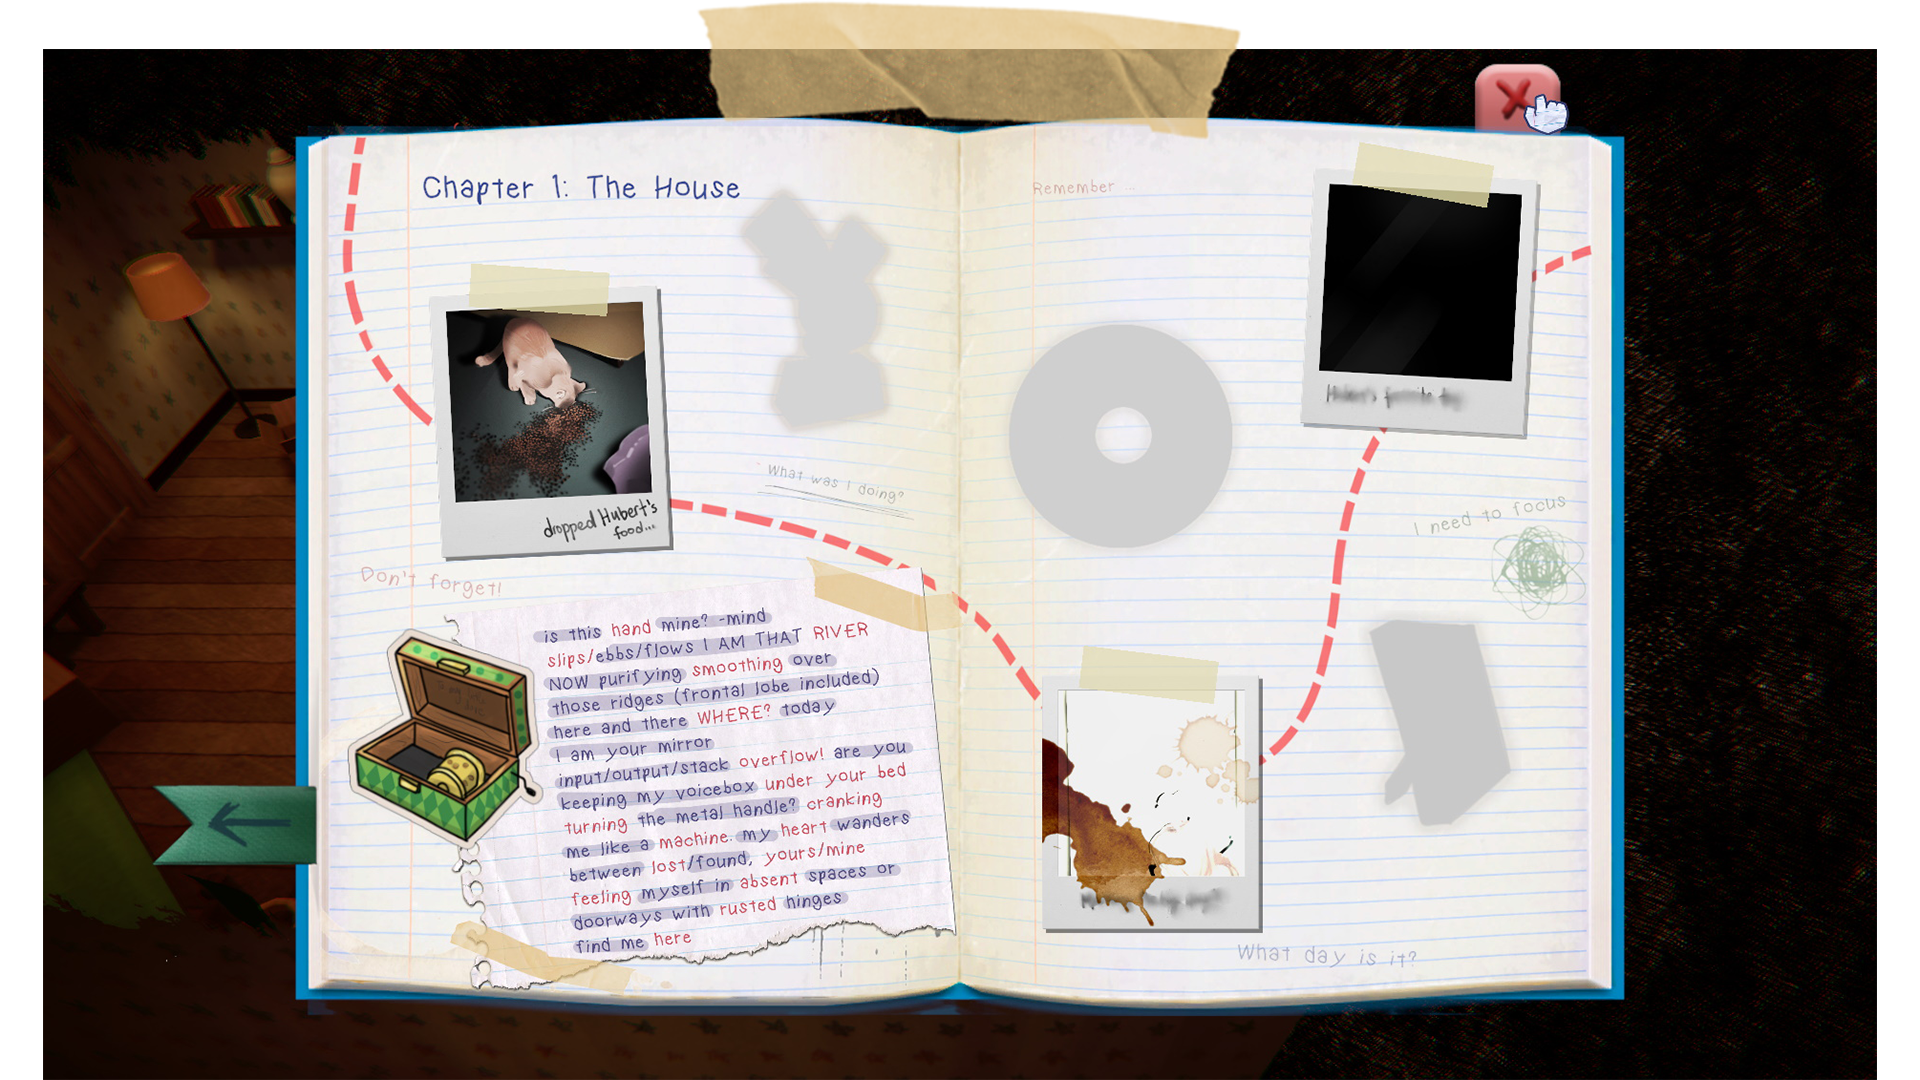 Chapter 1: The House
dropped Hubert's
food...
What was I doing?
Don't forget!
is this hand mine? -mind
slips/ebbs/flows I AM THAT RIVER
NOW purifying smoothing over
those ridges (frontal lobe included)
here and there WHERE? today
I am your mirror
input/output/stack overflow! are you
keeping my voicebox under your bed
turning the metal handle? cranking
me like a machine. my heart wanders
between lost/found, yours/mine
feeling myself in absent spaces or
doorways with rusted hinges
find me here
Remember ..
Hubert's favorite
I need to focus
What day is it?